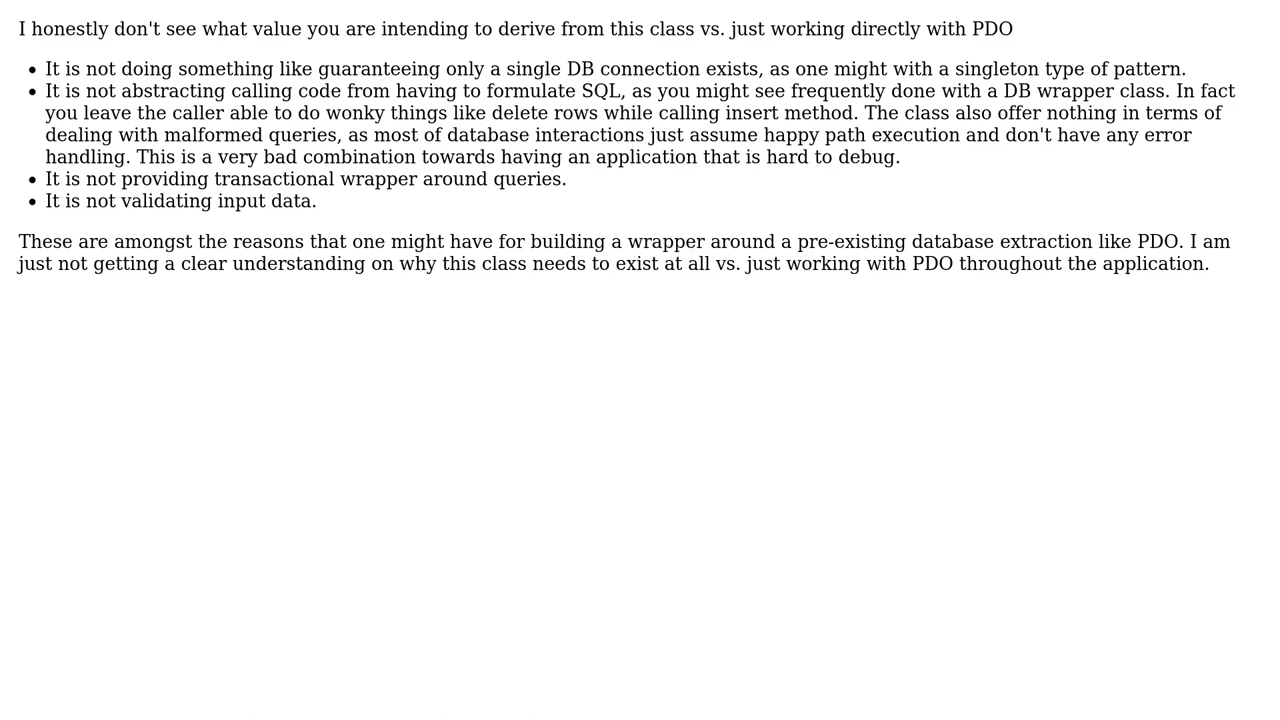 I honestly don't see what value you are intending to derive from this class vs. just working directly with PDO
• It is not doing something like guaranteeing only a single DB connection exists, as one might with a singleton type of pattern.
• It is not abstracting calling code from having to formulate SQL, as you might see frequently done with a DB wrapper class. In fact
you leave the caller able to do wonky things like delete rows while calling insert method. The class also offer nothing in terms of
dealing with malformed queries, as most of database interactions just assume happy path execution and don't have any error
handling. This is a very bad combination towards having an application that is hard to debug.
• It is not providing transactional wrapper around queries.
• It is not validating input data.
These are amongst the reasons that one might have for building a wrapper around a pre-existing database extraction like PDO. I am
just not getting a clear understanding on why this class needs to exist at all vs. just working with PDO throughout the application.